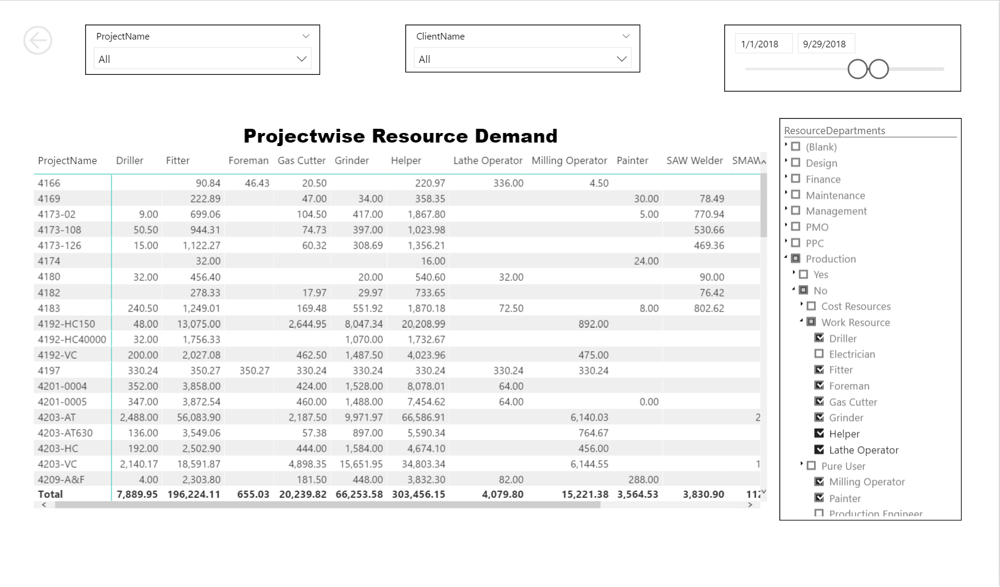 ProjectName
All
ClientName
All
1/1/2018 9/29/2018
Projectwise Resource Demand
ProjectName Driller Fitter Foreman Gas Cutter Grinder Helper Lathe Operator Milling Operator Painter SAW Welder SMAW
4166 90.84 46.43 20.50 220.97 336.00 4.50
4169 222.89 47.00 34.00 358.35 30.00 78.49
4173-02 9.00 699.06 104.50 417.00 1,867.80 5.00 770.94
4173-108 50.50 944.31 74.73 397.00 1,023.98 530.66
4173-126 15.00 1,122.27 60.32 308.69 1,356.21 469.36
4174 32.00 16.00 24.00
4180 32.00 456.40 20.00 540.60 32.00 90.00
4182 278.33 17.97 29.97 733.65 76.42
4183 240.50 1,249.01 169.48 551.92 1,870.18 72.50 8.00 802.62
4192-HC150 48.00 13,075.00 2,644.95 8,047.34 20,208.99 892.00
4192-HC40000 32.00 1,756.33 1,070.00 1,732.67
4192-VC 200.00 2,027.08 462.50 1,487.50 4,023.96 475.00
4197 330.24 350.27 350.27 330.24 330.24 330.24 330.24 330.24
4201-0004 352.00 3,858.00 424.00 1,528.00 8,078.01 64.00
4201-0005 347.00 3,872.54 460.00 1,488.00 7,454.62 64.00 0.00
4203-AT 2,488.00 56,083.90 2,187.50 9,971.97 66,586.91 6,140.03 2
4203-AT630 136.00 3,549.06 57.38 897.00 5,590.34 764.67
4203-HC 192.00 2,502.90 444.00 1,584.00 4,674.10 456.00
4203-VC 2,140.17 18,591.87 4,898.35 15,651.95 34,803.34 6,144.55 1
4209-A&F 4.00 2,303.80 181.50 448.00 3,832.30 82.00 288.00
Total 7,889.95 196,224.11 655.03 20,239.82 66,253.58 303,456.15 4,079.80 15,221.38 3,564.53 3,830.90 112
ResourceDepartments
(Blank)
Design
Finance
Maintenance
Management
PMO
PPC
Production
Yes
No
Cost Resources
Work Resource
Driller
Electrician
Fitter
Foreman
Gas Cutter
Grinder
Helper
Lathe Operator
Pure User
Milling Operator
Painter
Production Engineer